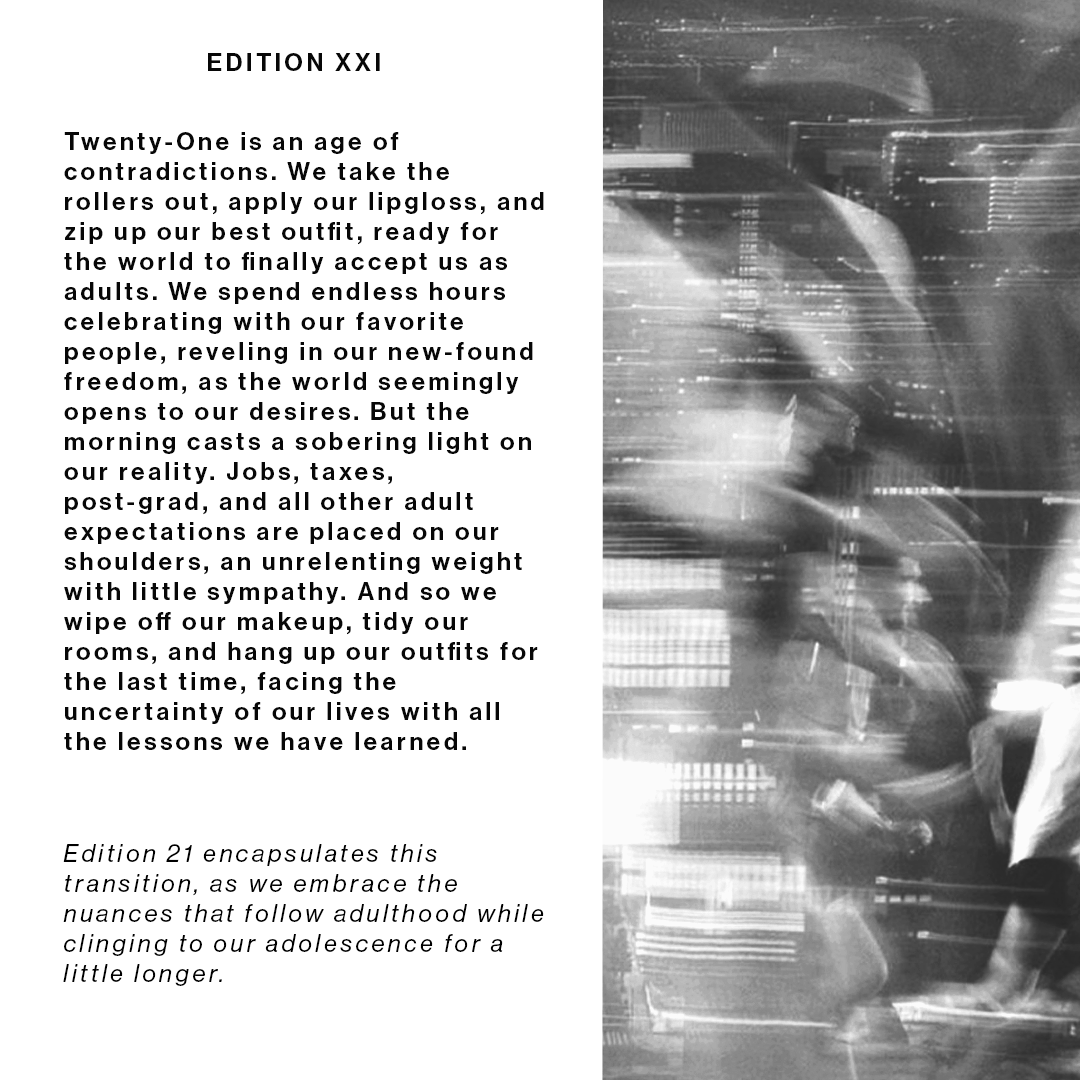 EDITION XXI
Twenty-One is an age of
contradictions. We take the
rollers out, apply our lipgloss, and
zip up our best outfit, ready for
the world to finally accept us as
adults. We spend endless hours
celebrating with our favorite
people, reveling in our new-found
freedom, as the world seemingly
opens to our desires. But the
morning casts a sobering light on
our reality. Jobs, taxes,
post-grad, and all other adult
expectations are placed on our
shoulders, an unrelenting weight
with little sympathy. And so we
wipe off our makeup, tidy our
rooms, and hang up our outfits for
the last time, facing the
uncertainty of our lives with all
the lessons we have learned.
Edition 21 encapsulates this
transition, as we embrace the
nuances that follow adulthood while
clinging to our adolescence for a
little longer.